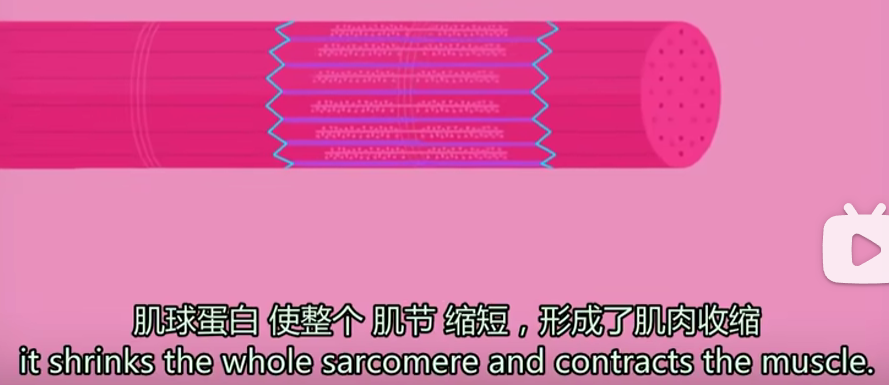 肌球蛋白 使整个 肌节 缩短，形成了肌肉收缩
it shrinks the whole sarcomere and contracts the muscle.